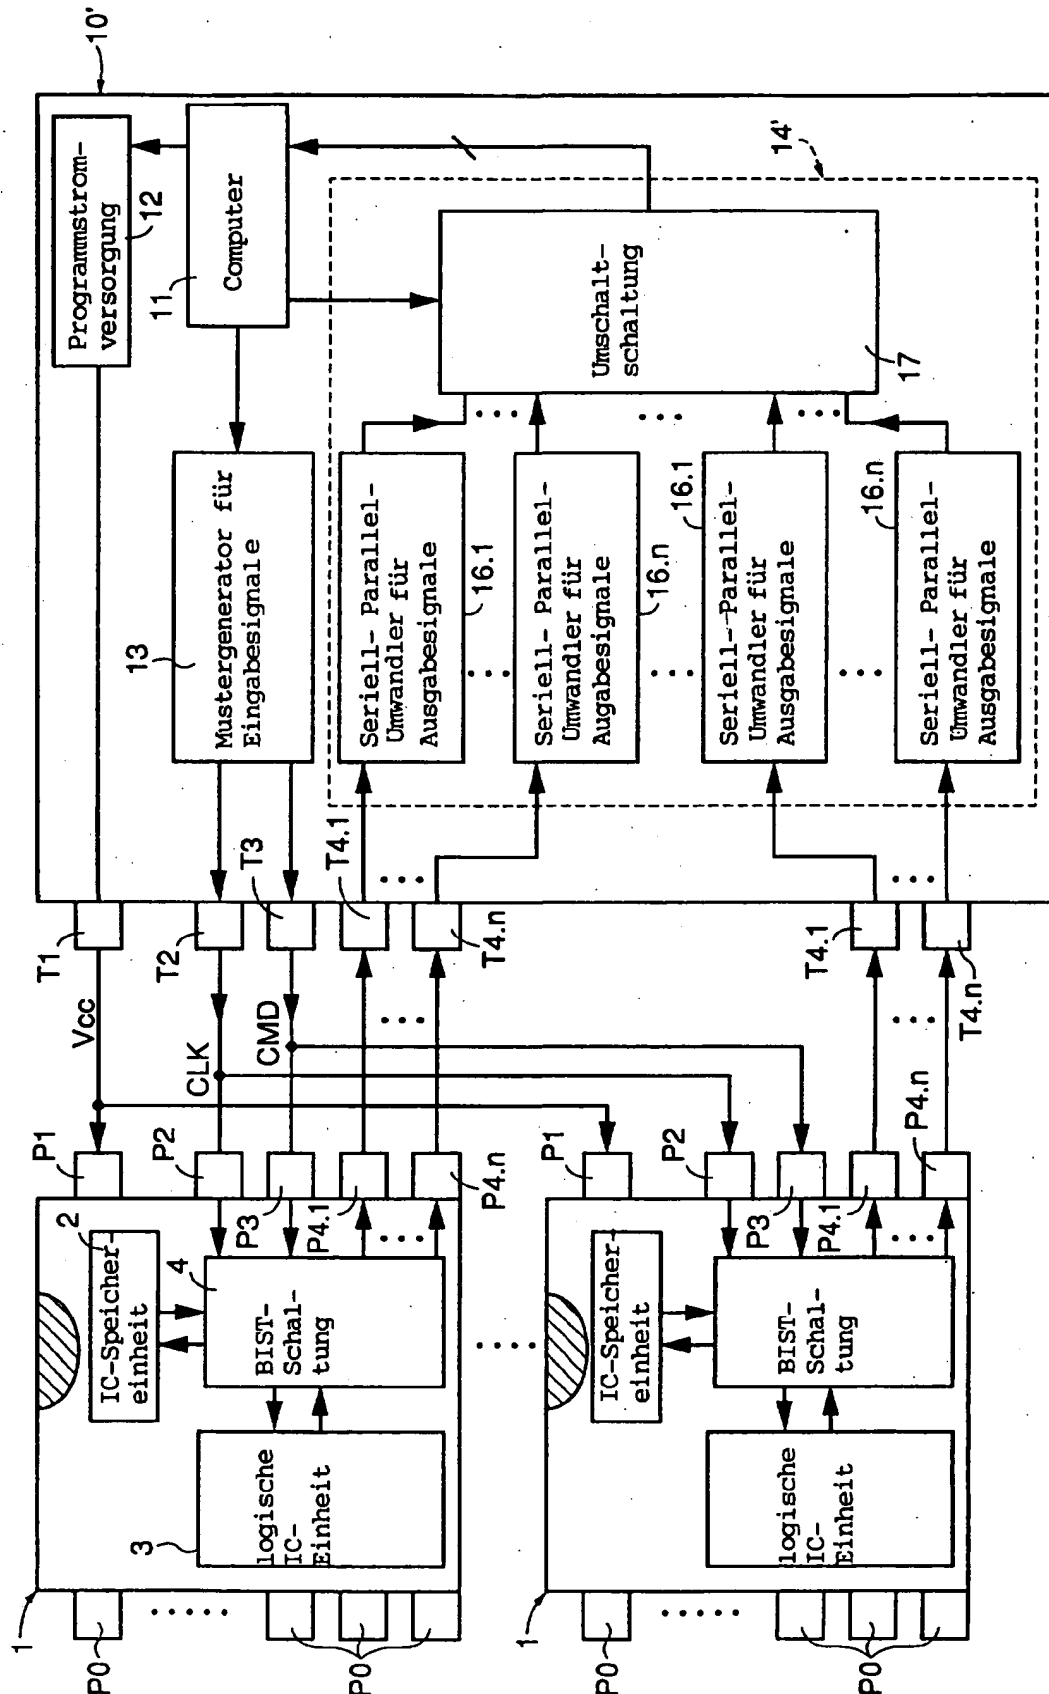 10'
Programmstrom-
versorgung
12
Computer
11
14'
Umschalt-
schaltung
17
Mustergenerator für
Eingabesignale
13
Seriell- Parallel-
Umwandler für
Ausgabesignale
16.1
Seriell- Parallel-
Umwandler für
Augabesignale
16.n
Seriell- Parallel-
Umwandler für
Ausgabesignale
16.1
Seriell- Parallel-
Umwandler für
Ausgabesignale
16.n
T1
T2
T3
T4.1
T4.n
T4.1
T4.n
Vcc
CLK
CMD
P1
P2
P3
P4.1
P4.n
P1
P2
P3
P4.1
P4.n
2
IC-Speicher-
einheit
4
BIST-
Schal-
tung
3
logische
IC-
Einheit
1
P0
P0
IC-Speicher-
einheit
BIST-
Schal-
tung
logische
IC-
Einheit
1
P0
P0